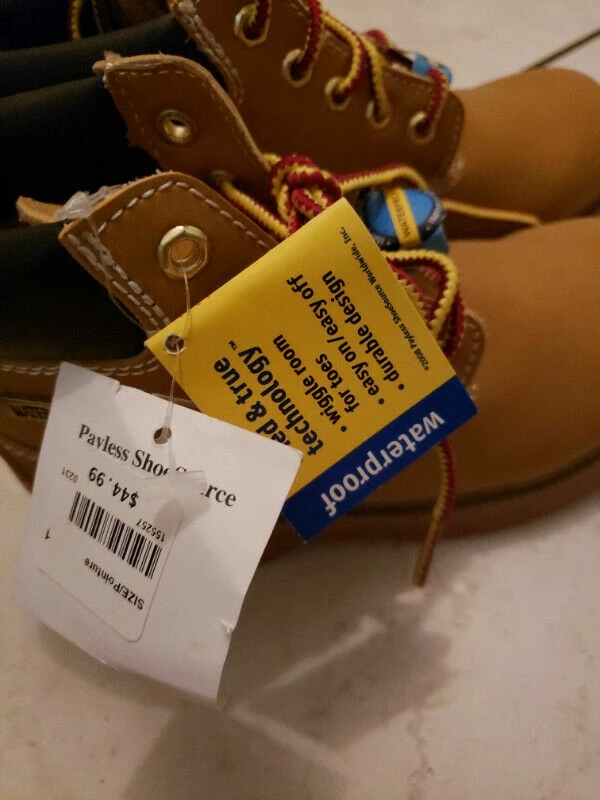 Payless Shoe Source
$44.99
0231
155257
SIZE/Pointure
1
waterproof
ed & true
technology™
• wiggle room
for toes
• easy on/easy off
• durable design
©2008 Payless ShoeSource Worldwide, Inc.